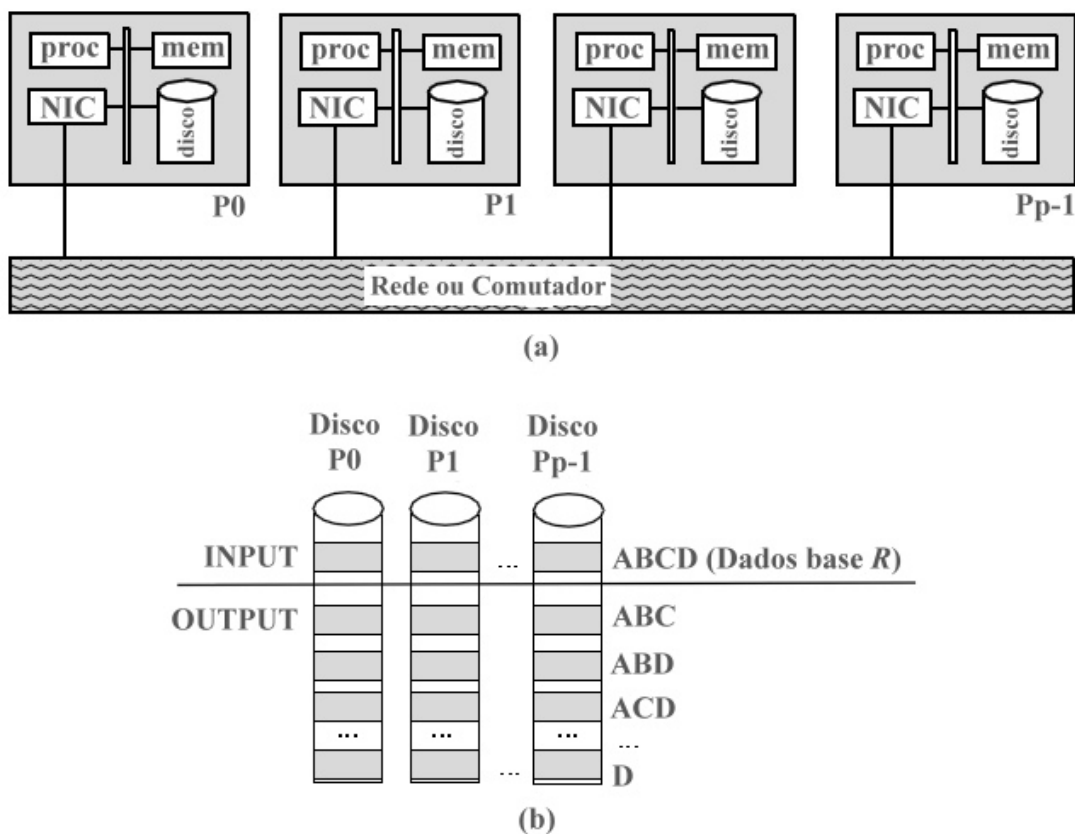 proc mem proc mem proc mem proc mem
NIC disco NIC disco NIC disco NIC disco
P0 P1 Pp-1
Rede ou Comutador
(a)
Disco Disco Disco
P0 P1 Pp-1
INPUT ... ABCD (Dados base R)
OUTPUT ABC
ABD
ACD
... ... ... ...
... D
(b)